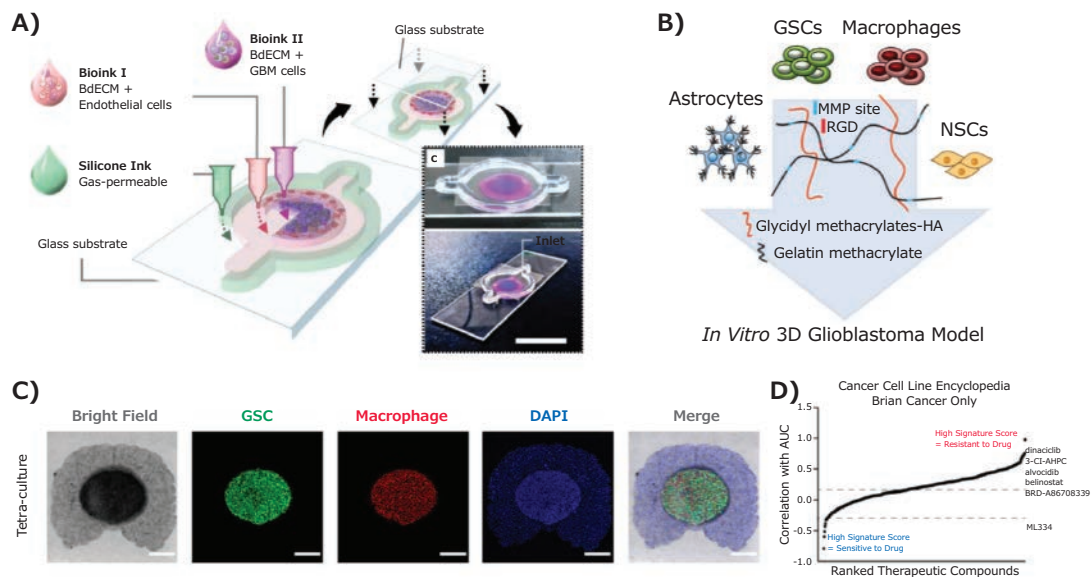 A)
Bioink II
BdECM +
GBM cells
Glass substrate
Bioink I
BdECM +
Endothelial cells
Silicone Ink
Gas-permeable
Glass substrate
c
Inlet
B)
GSCs
Macrophages
Astrocytes
MMP site
RGD
NSCs
Glycidyl methacrylates-HA
Gelatin methacrylate
In Vitro 3D Glioblastoma Model
C)
Bright Field
GSC
Macrophage
DAPI
Merge
Tetra-culture
D)
Cancer Cell Line Encyclopedia
Brian Cancer Only
Correlation with AUC
1.5
1.0
0.5
0.0
-0.5
-1.0
High Signature Score
= Resistant to Drug
dinaciclib
3-CI-AHPC
alvocidib
belinostat
BRD-A86708339
ML334
High Signature Score
= Sensitive to Drug
Ranked Therapeutic Compounds